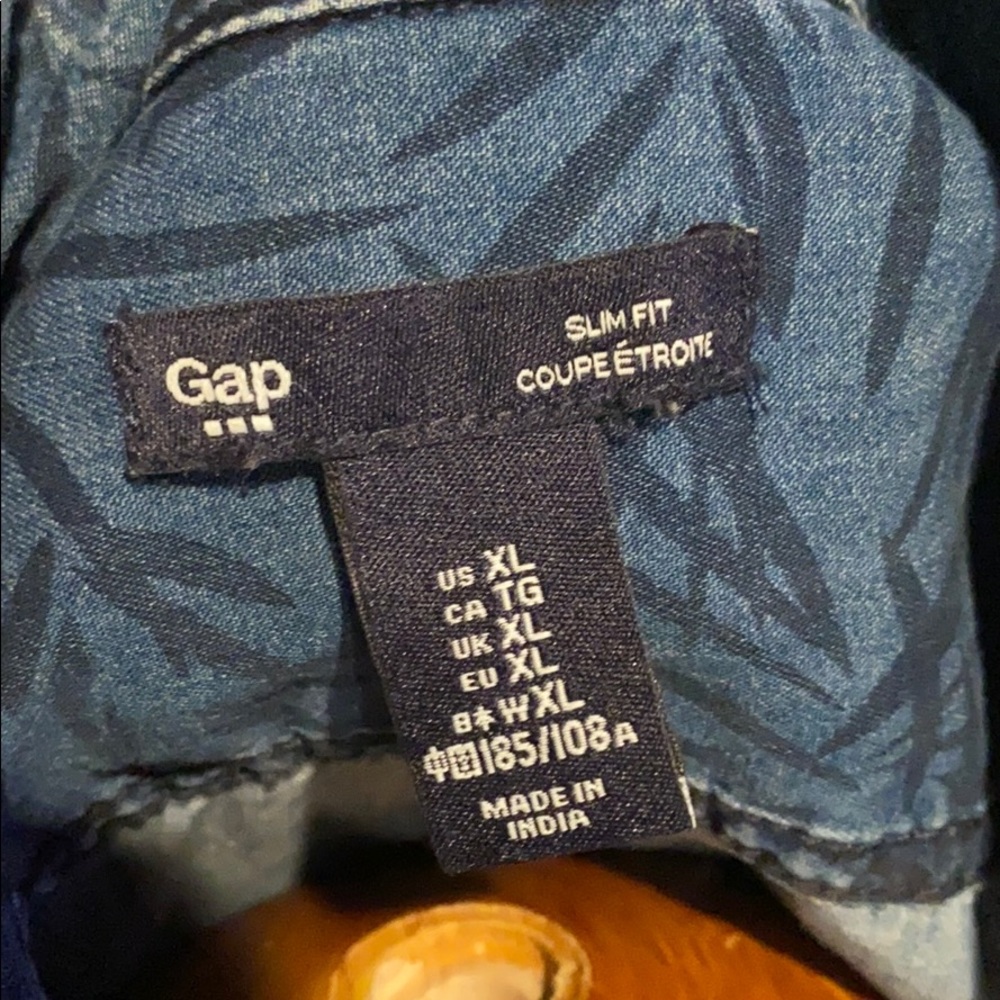 Gap
SLIM FIT
COUPE ÉTROITE
US XL
CA TG
UK XL
EU XL
日本 XL
中国 185/108A
MADE IN
INDIA